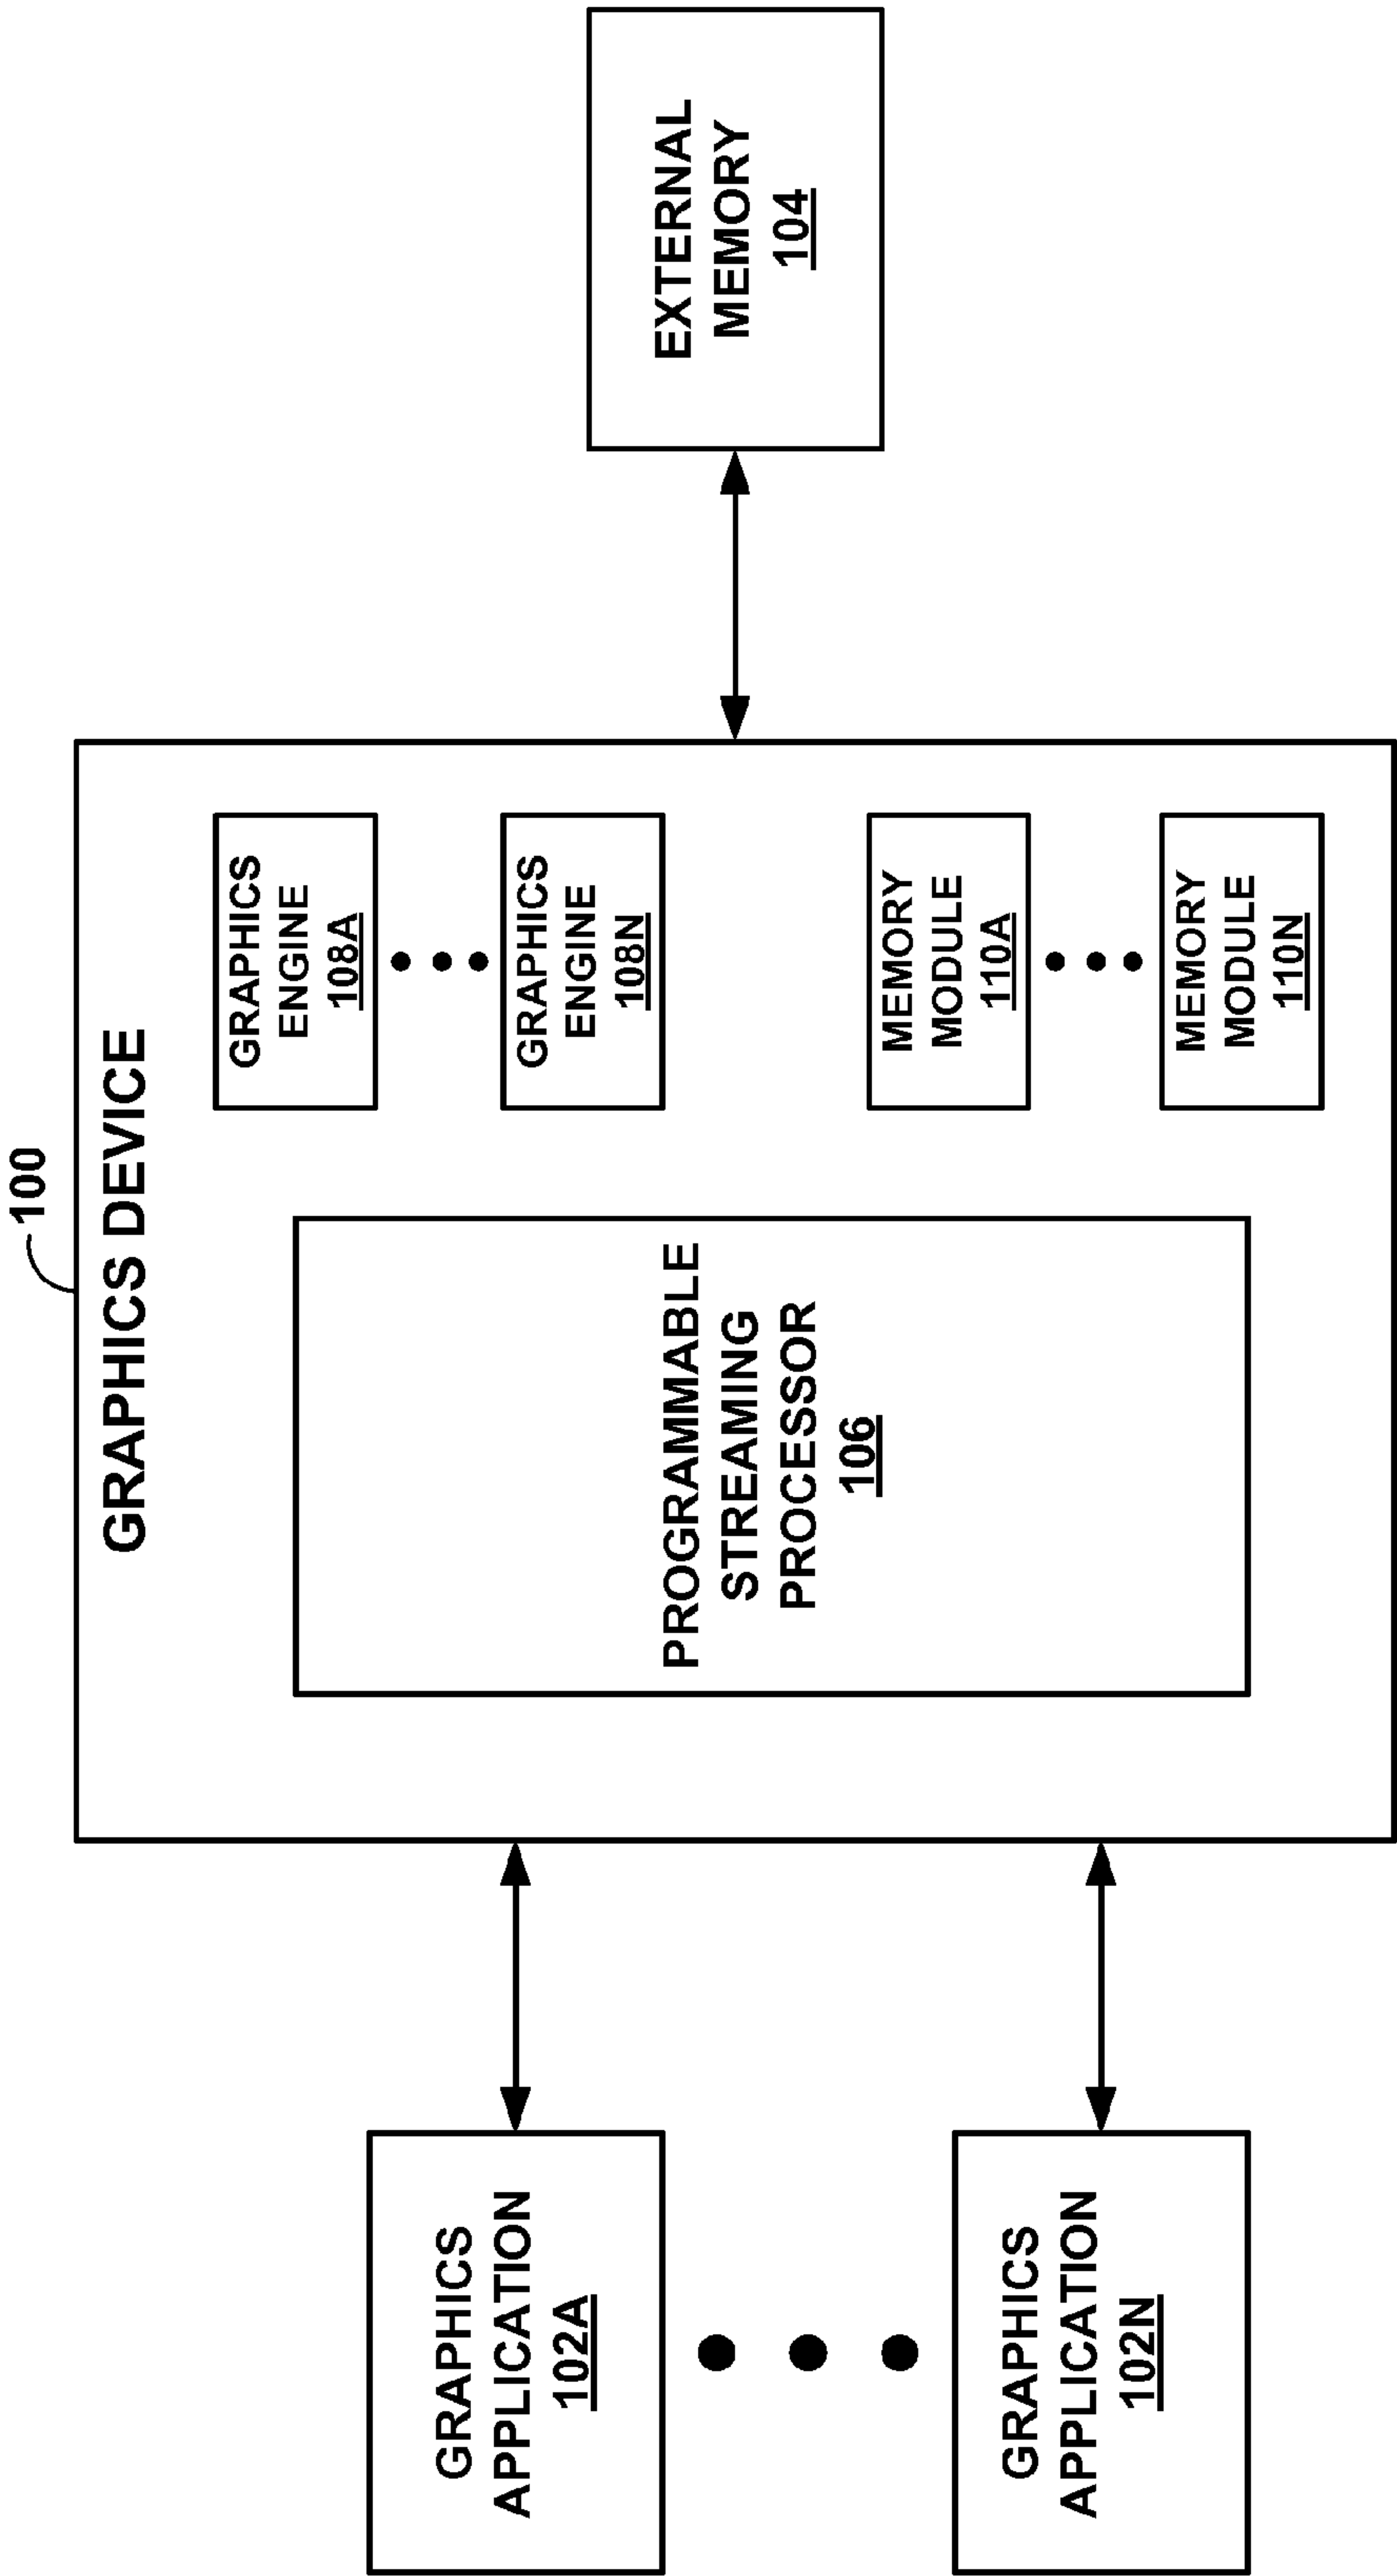 100
GRAPHICS DEVICE
GRAPHICS
APPLICATION
102A
GRAPHICS
APPLICATION
102N
PROGRAMMABLE
STREAMING
PROCESSOR
106
GRAPHICS
ENGINE
108A
GRAPHICS
ENGINE
108N
MEMORY
MODULE
110A
MEMORY
MODULE
110N
EXTERNAL
MEMORY
104